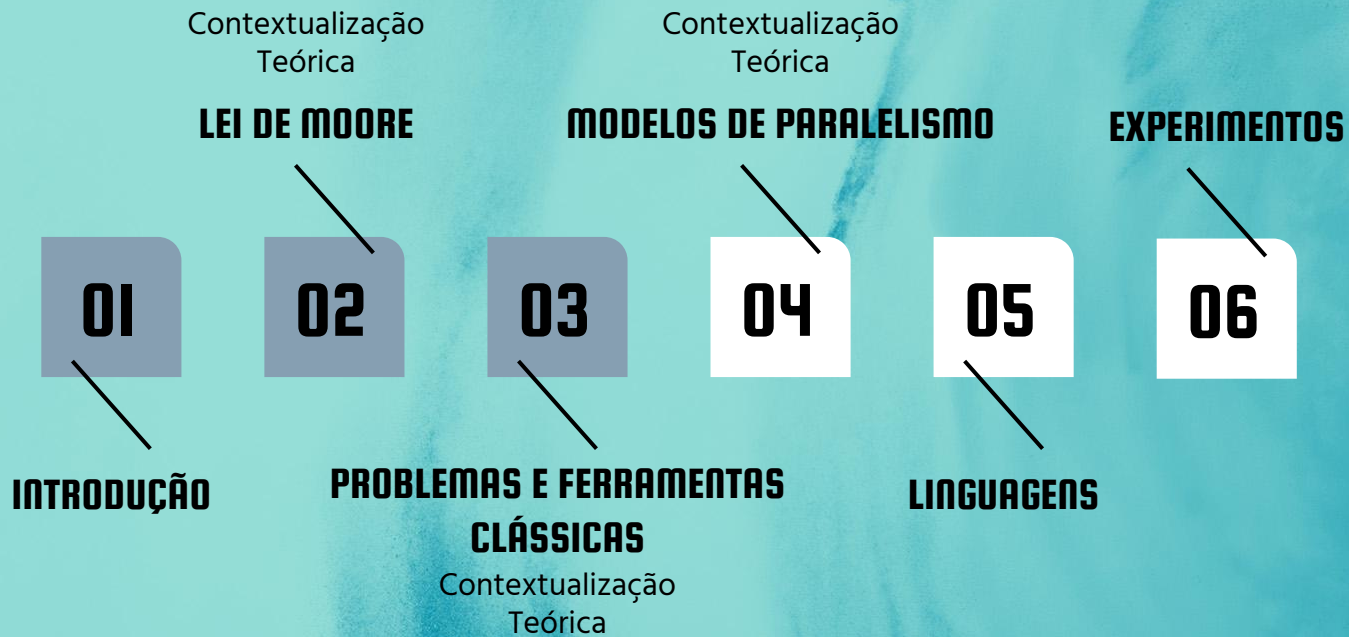 Contextualização
Teórica
LEI DE MOORE
Contextualização
Teórica
MODELOS DE PARALELISMO
EXPERIMENTOS
01
02
03
04
05
06
INTRODUÇÃO
PROBLEMAS E FERRAMENTAS
CLÁSSICAS
Contextualização
Teórica
LINGUAGENS